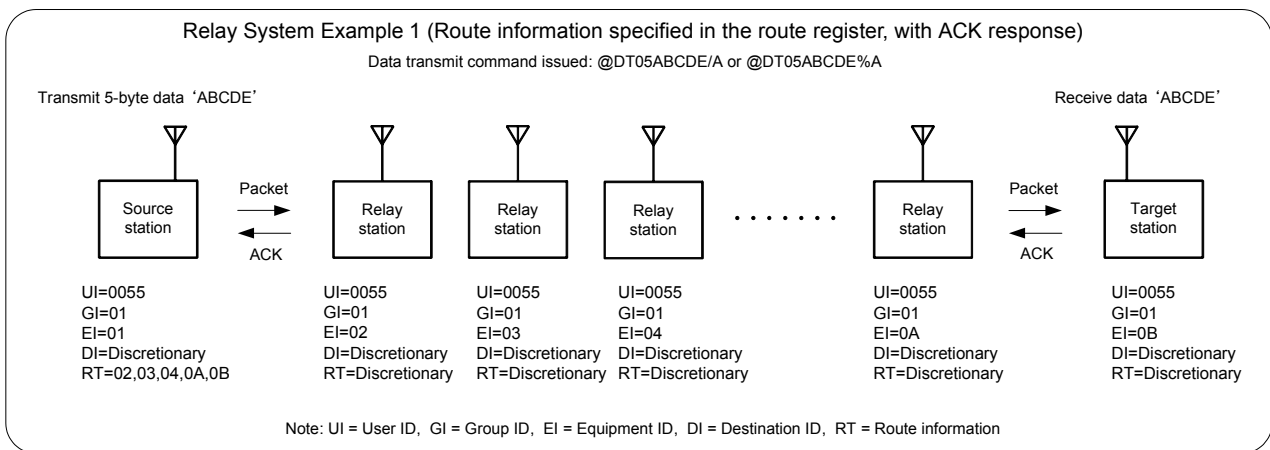 Relay System Example 1 (Route information specified in the route register, with ACK response)
Data transmit command issued: @DT05ABCDE/A or @DT05ABCDE%A
Transmit 5-byte data ‘ABCDE’
Receive data ‘ABCDE’
Source
station
Packet
ACK
Relay
station
Relay
station
Relay
station
. . . . . . .
Relay
station
Packet
ACK
Target
station
UI=0055
GI=01
EI=01
DI=Discretionary
RT=02,03,04,0A,0B
UI=0055
GI=01
EI=02
DI=Discretionary
RT=Discretionary
UI=0055
GI=01
EI=03
DI=Discretionary
RT=Discretionary
UI=0055
GI=01
EI=04
DI=Discretionary
RT=Discretionary
UI=0055
GI=01
EI=0A
DI=Discretionary
RT=Discretionary
UI=0055
GI=01
EI=0B
DI=Discretionary
RT=Discretionary
Note: UI = User ID, GI = Group ID, EI = Equipment ID, DI = Destination ID, RT = Route information